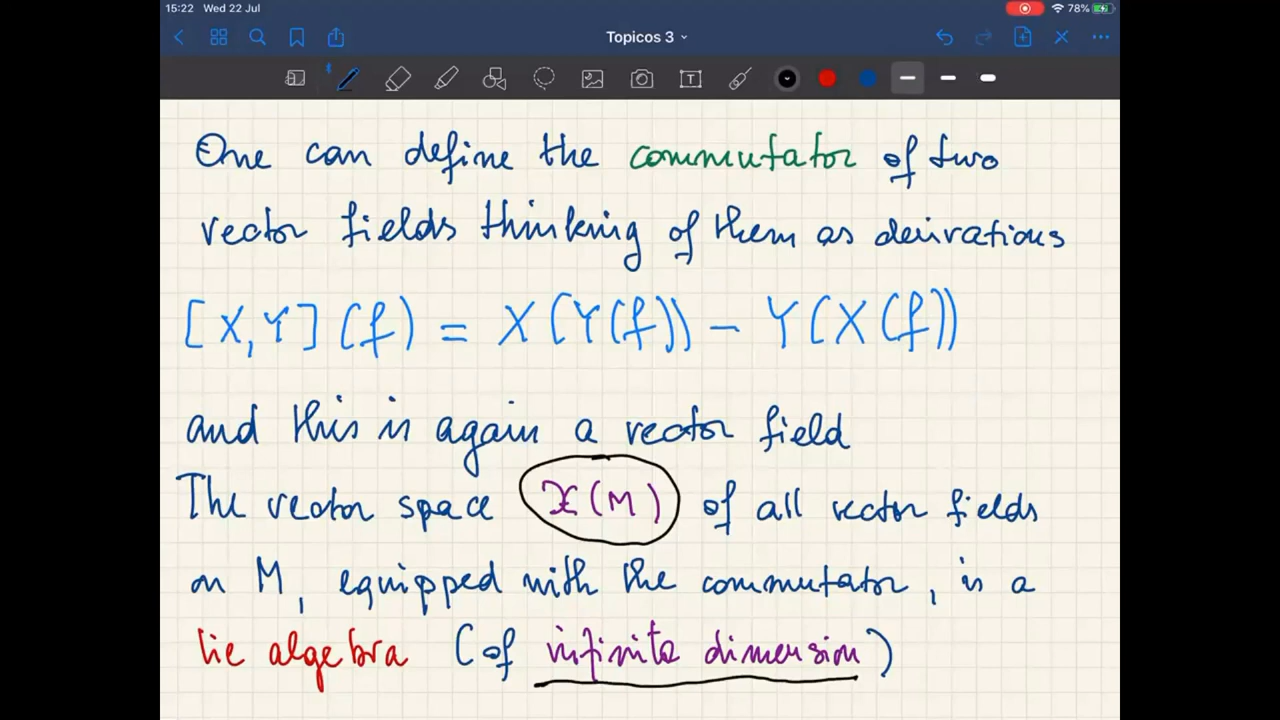 15:22 Wed 22 Jul
78%
Topicos 3
T
One can define the commutator of two
vector fields thinking of them as derivations
[X,Y](f) = X(Y(f)) - Y(X(f))
and this is again a vector field
The vector space 𝔛(M) of all vector fields
on M, equipped with the commutator, is a
lie algebra (of infinite dimension)